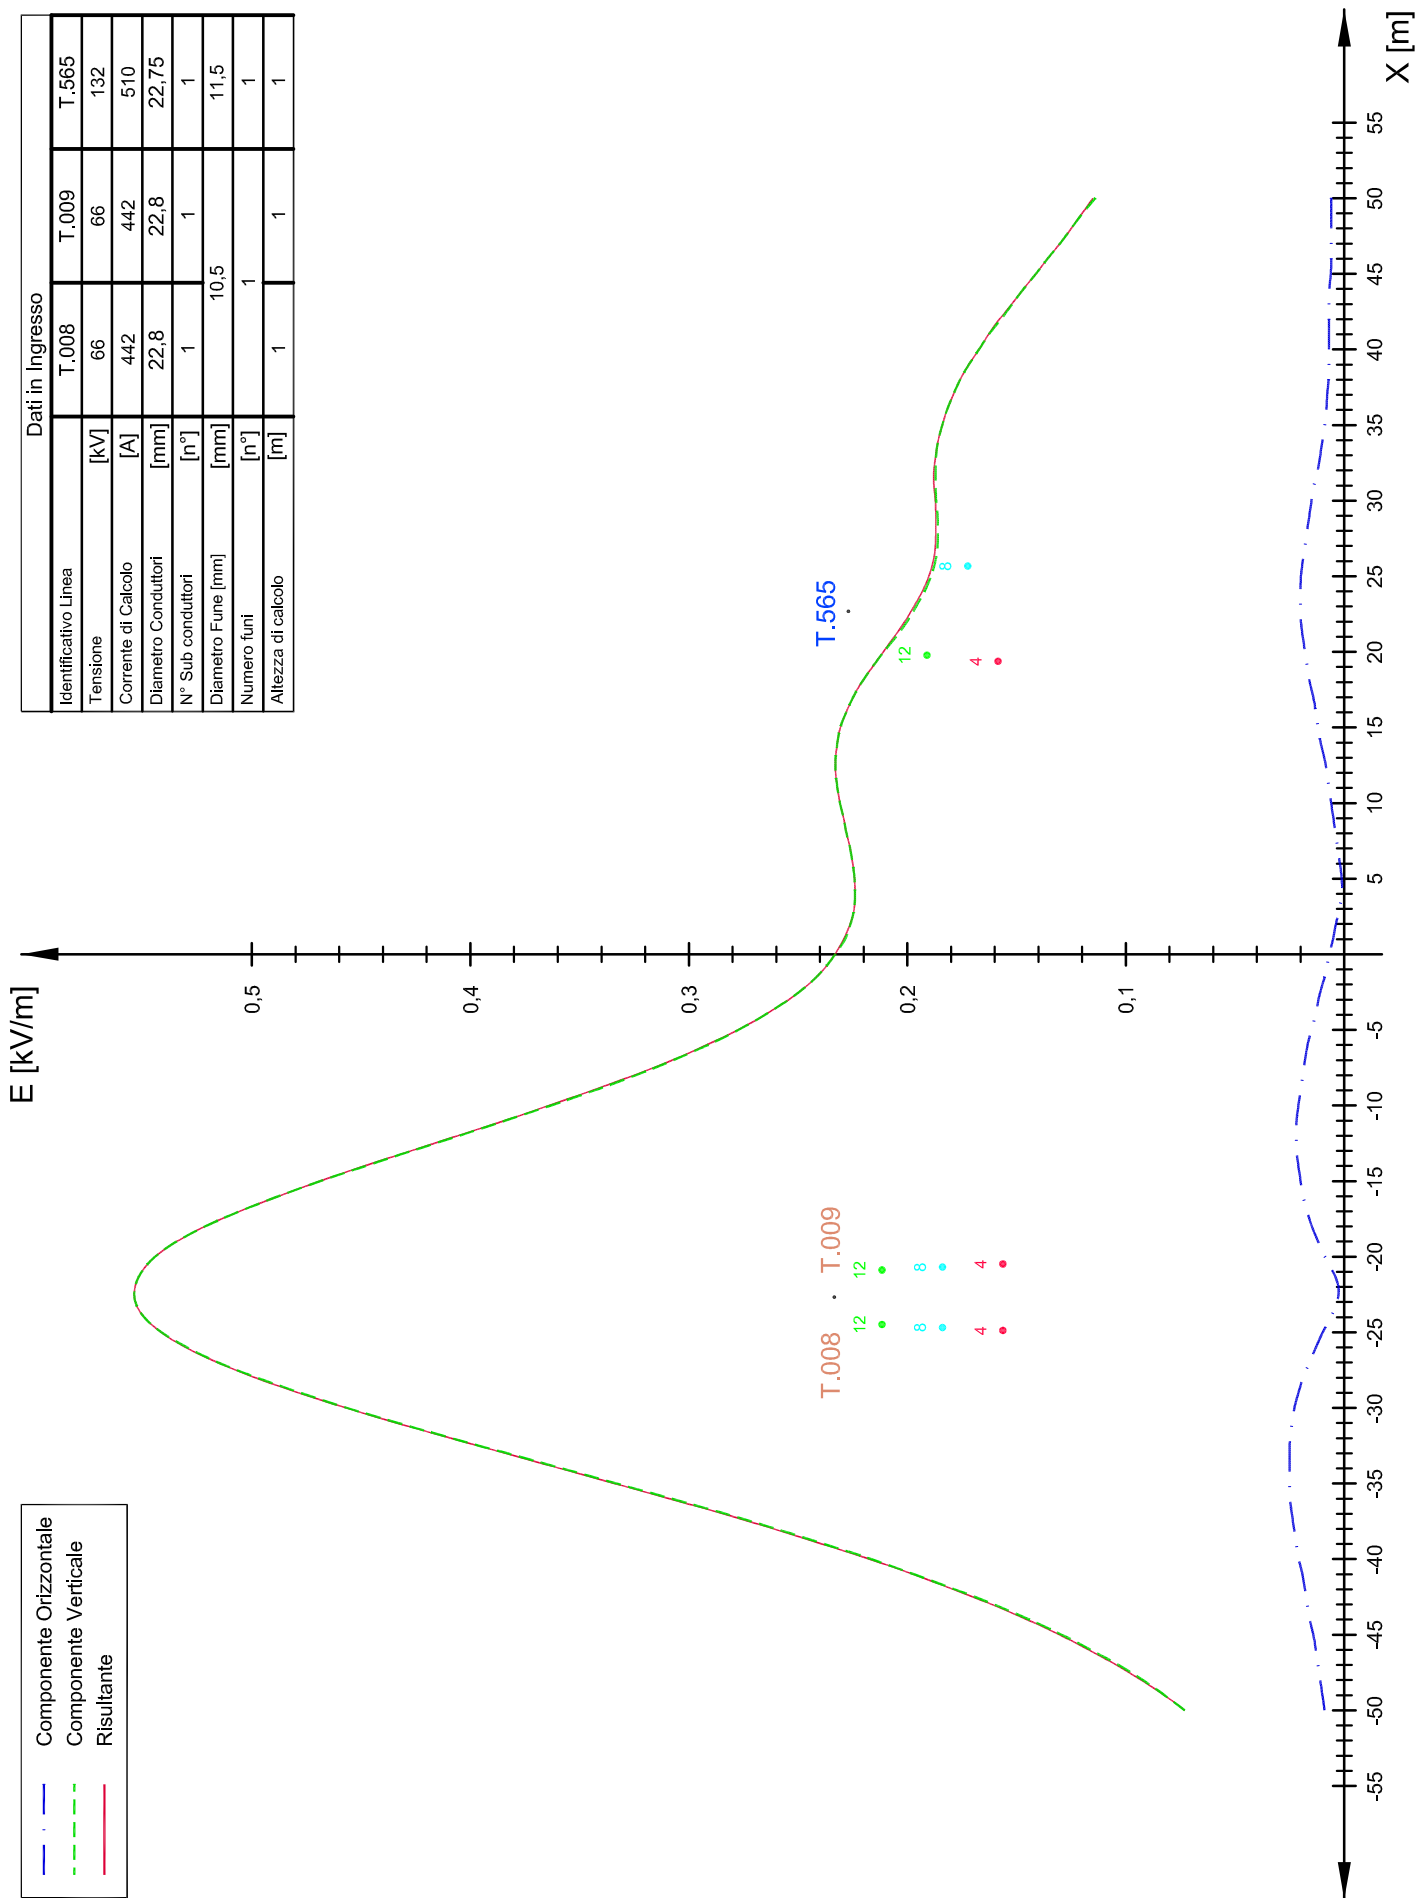 Componente Orizzontale
Componente Verticale
Risultante
E [kV/m]
Dati in Ingresso
Identificativo Linea T.008 T.009 T.565
Tensione [kV] 66 66 132
Corrente di Calcolo [A] 442 442 510
Diametro Conduttori [mm] 22,8 22,8 22,75
N° Sub conduttori [n°] 1 1 1
Diametro Fune [mm] [mm] 10,5 11,5
Numero funi [n°] 1 1
Altezza di calcolo [m] 1 1 1
0,5
0,4
0,3
0,2
0,1
T.008 T.009
12 12
8 8
4 4
T.565
12
8
4
-55 -50 -45 -40 -35 -30 -25 -20 -15 -10 -5 5 10 15 20 25 30 35 40 45 50 55
X [m]